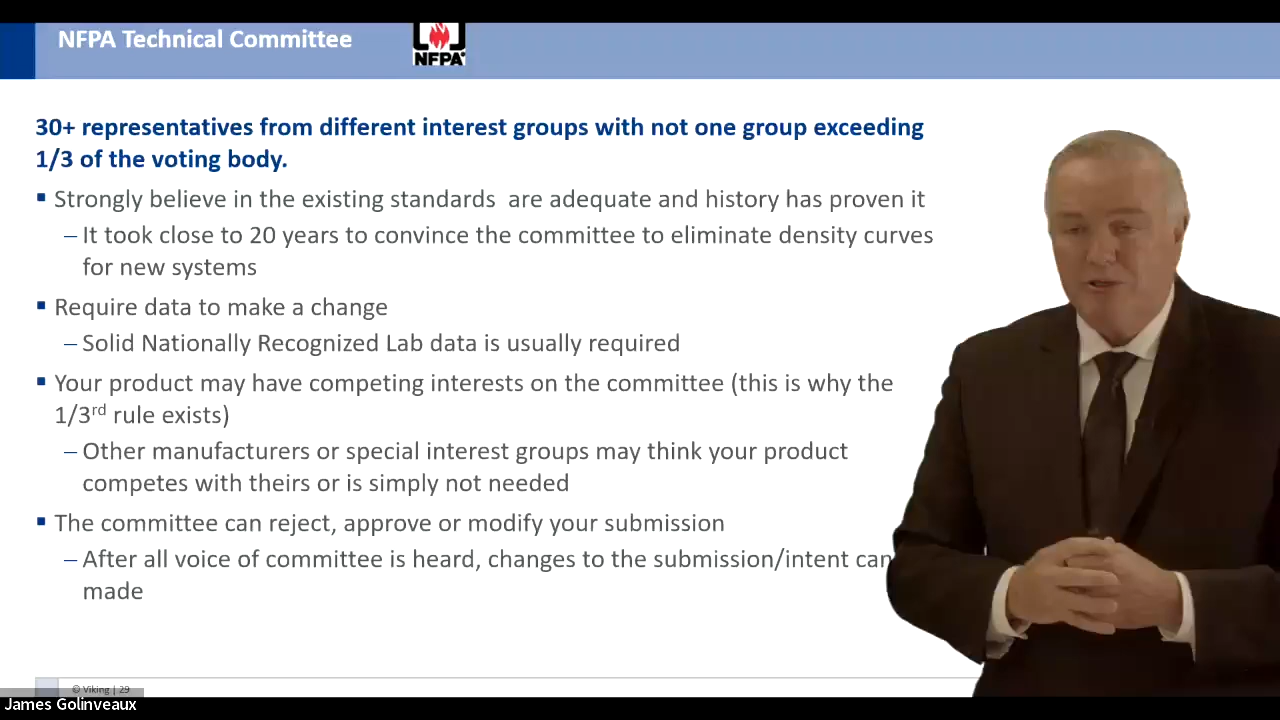 NFPA Technical Committee
NFPA
30+ representatives from different interest groups with not one group exceeding
1/3 of the voting body.
▪ Strongly believe in the existing standards are adequate and history has proven it
– It took close to 20 years to convince the committee to eliminate density curves
for new systems
▪ Require data to make a change
– Solid Nationally Recognized Lab data is usually required
▪ Your product may have competing interests on the committee (this is why the
1/3rd rule exists)
– Other manufacturers or special interest groups may think your product
competes with theirs or is simply not needed
▪ The committee can reject, approve or modify your submission
– After all voice of committee is heard, changes to the submission/intent can
made
© Viking | 29
James Golinveaux